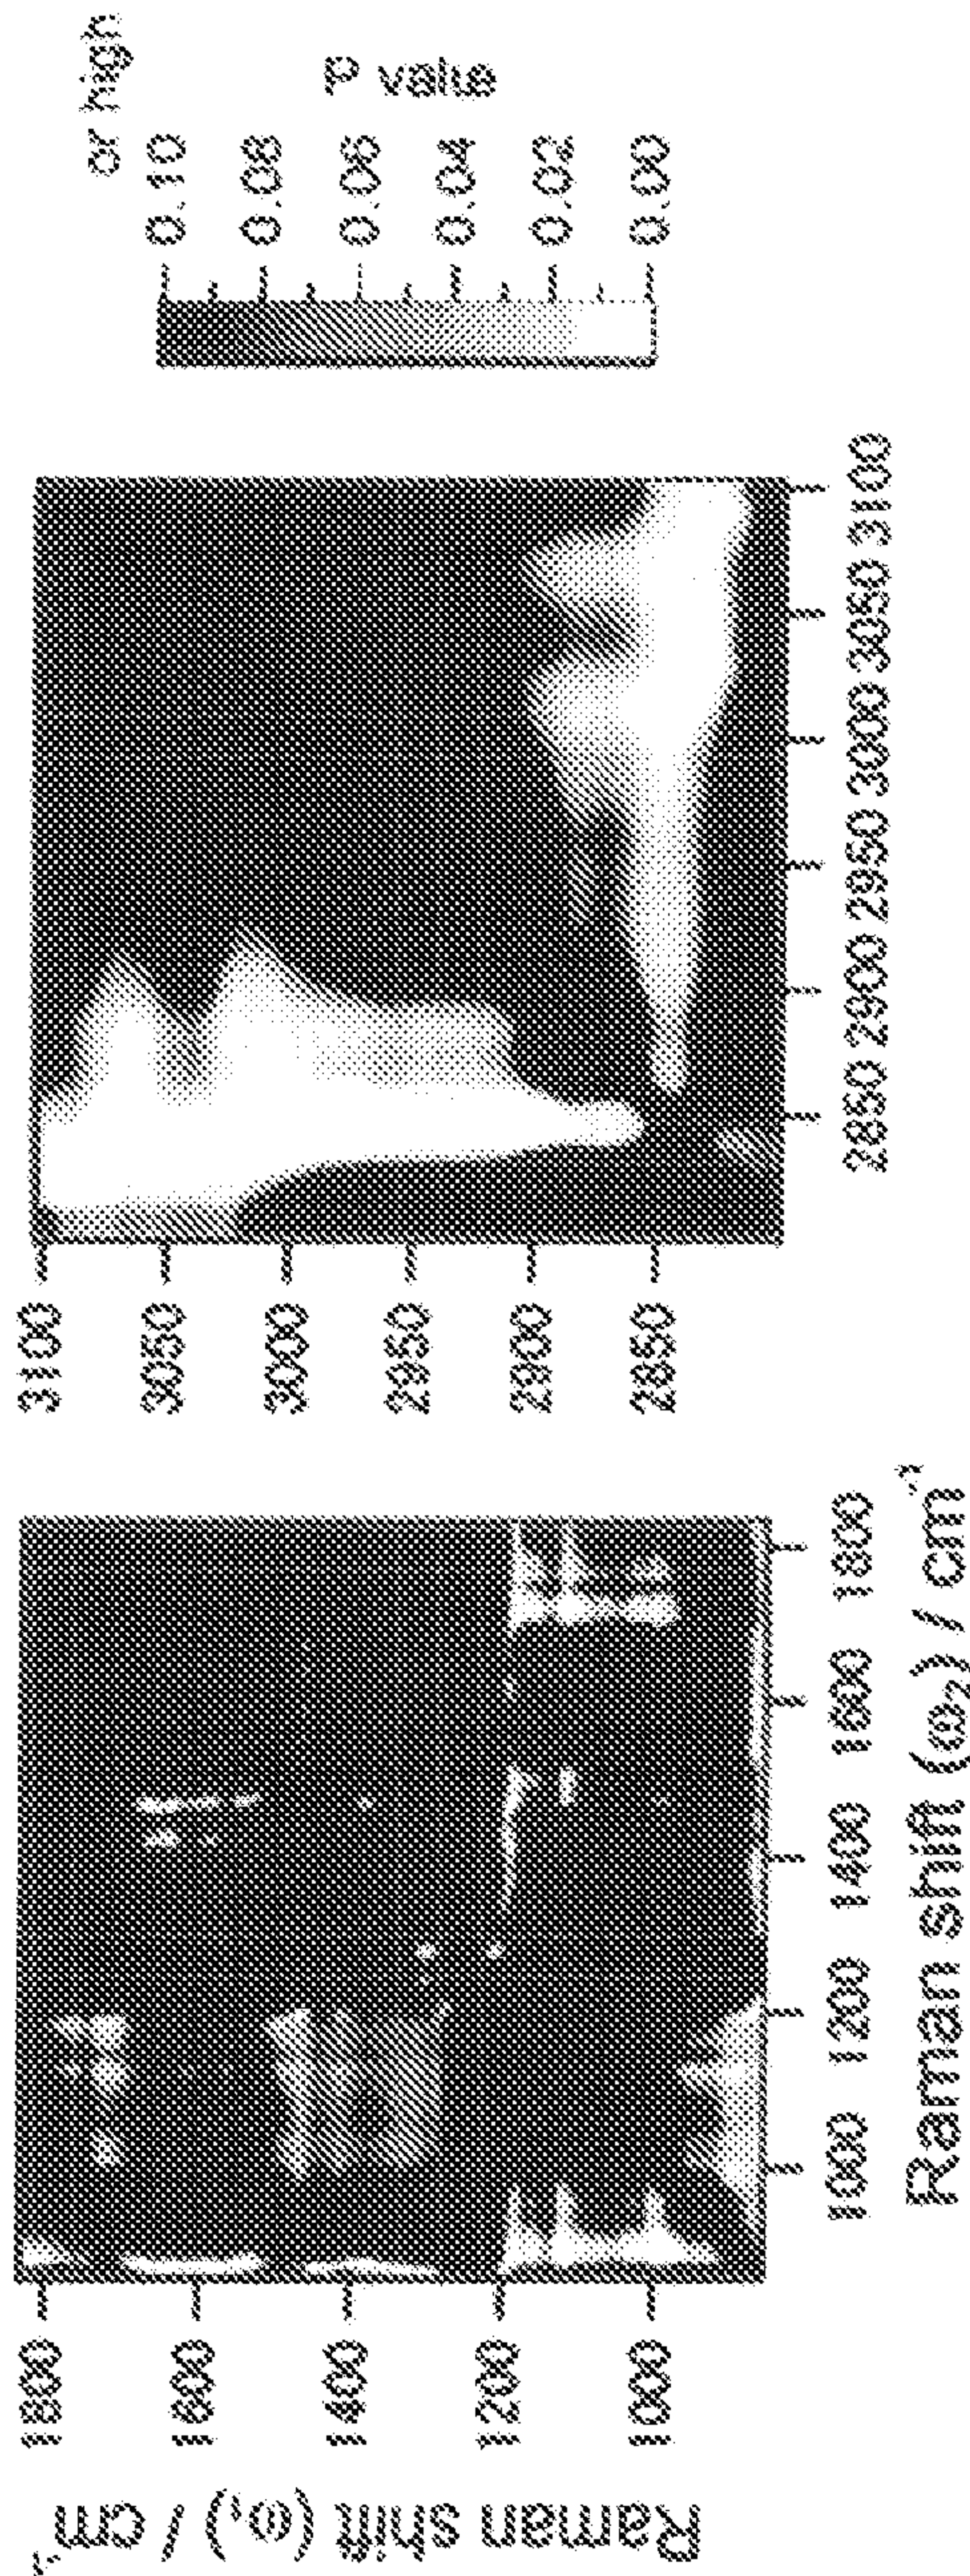 Raman shift (ω₁) / cm⁻¹
1800
1600
1400
1200
1000
1000 1200 1400 1600 1800
Raman shift (ω₂) / cm⁻¹
3100
3050
3000
2950
2900
2850
2850 2900 2950 3000 3050 3100
or high
0.10
0.08
0.06
0.04
0.02
0.00
P value